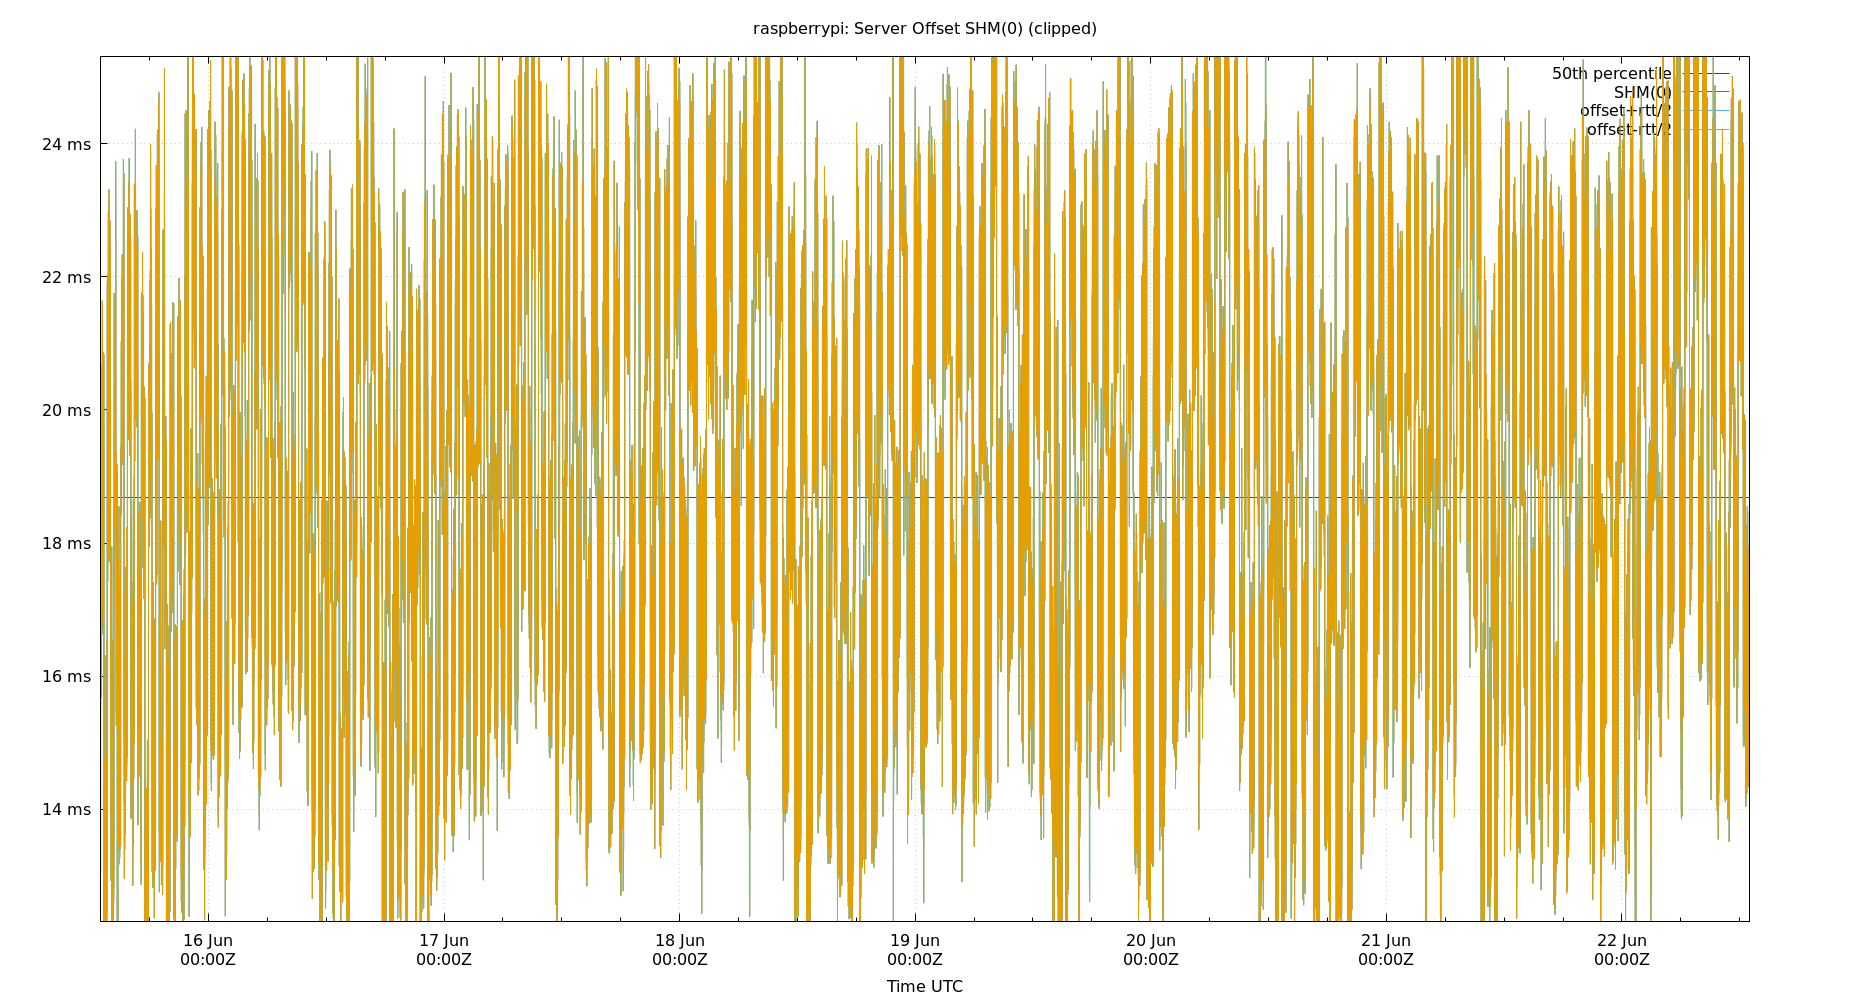 raspberrypi: Server Offset SHM(0) (clipped)
50th percentile
SHM(0)
offset+rtt/2
offset-rtt/2
24 ms
22 ms
20 ms
18 ms
16 ms
14 ms
16 Jun 17 Jun 18 Jun 19 Jun 20 Jun 21 Jun 22 Jun
00:00Z 00:00Z 00:00Z 00:00Z 00:00Z 00:00Z 00:00Z
Time UTC